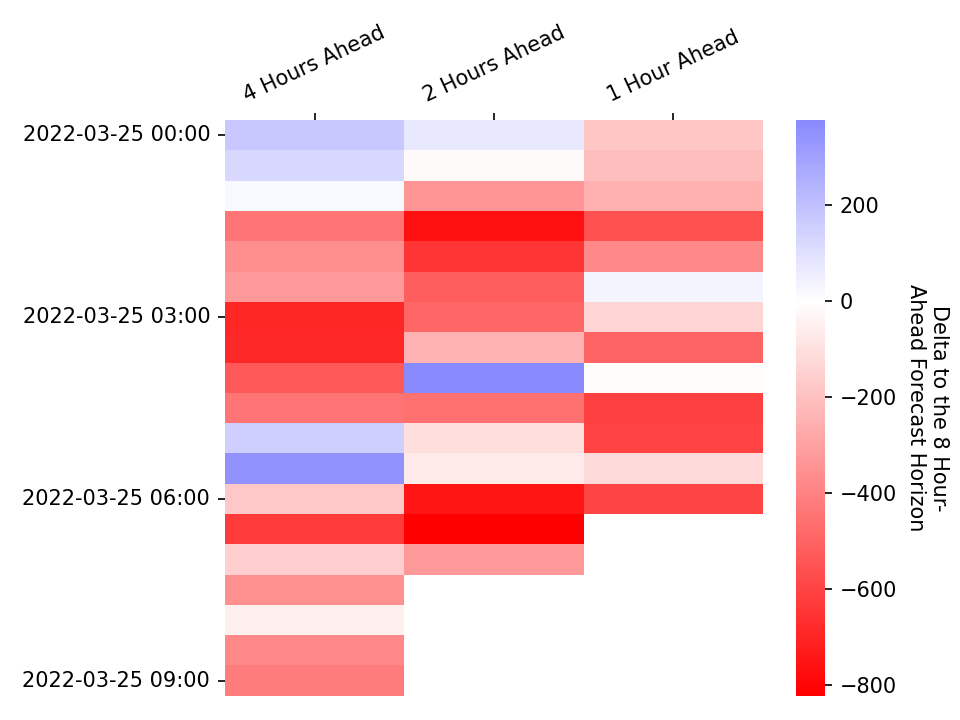 4 Hours Ahead
2 Hours Ahead
1 Hour Ahead
2022-03-25 00:00
2022-03-25 03:00
2022-03-25 06:00
2022-03-25 09:00
200
0
−200
−400
−600
−800
Delta to the 8 Hour-
Ahead Forecast Horizon